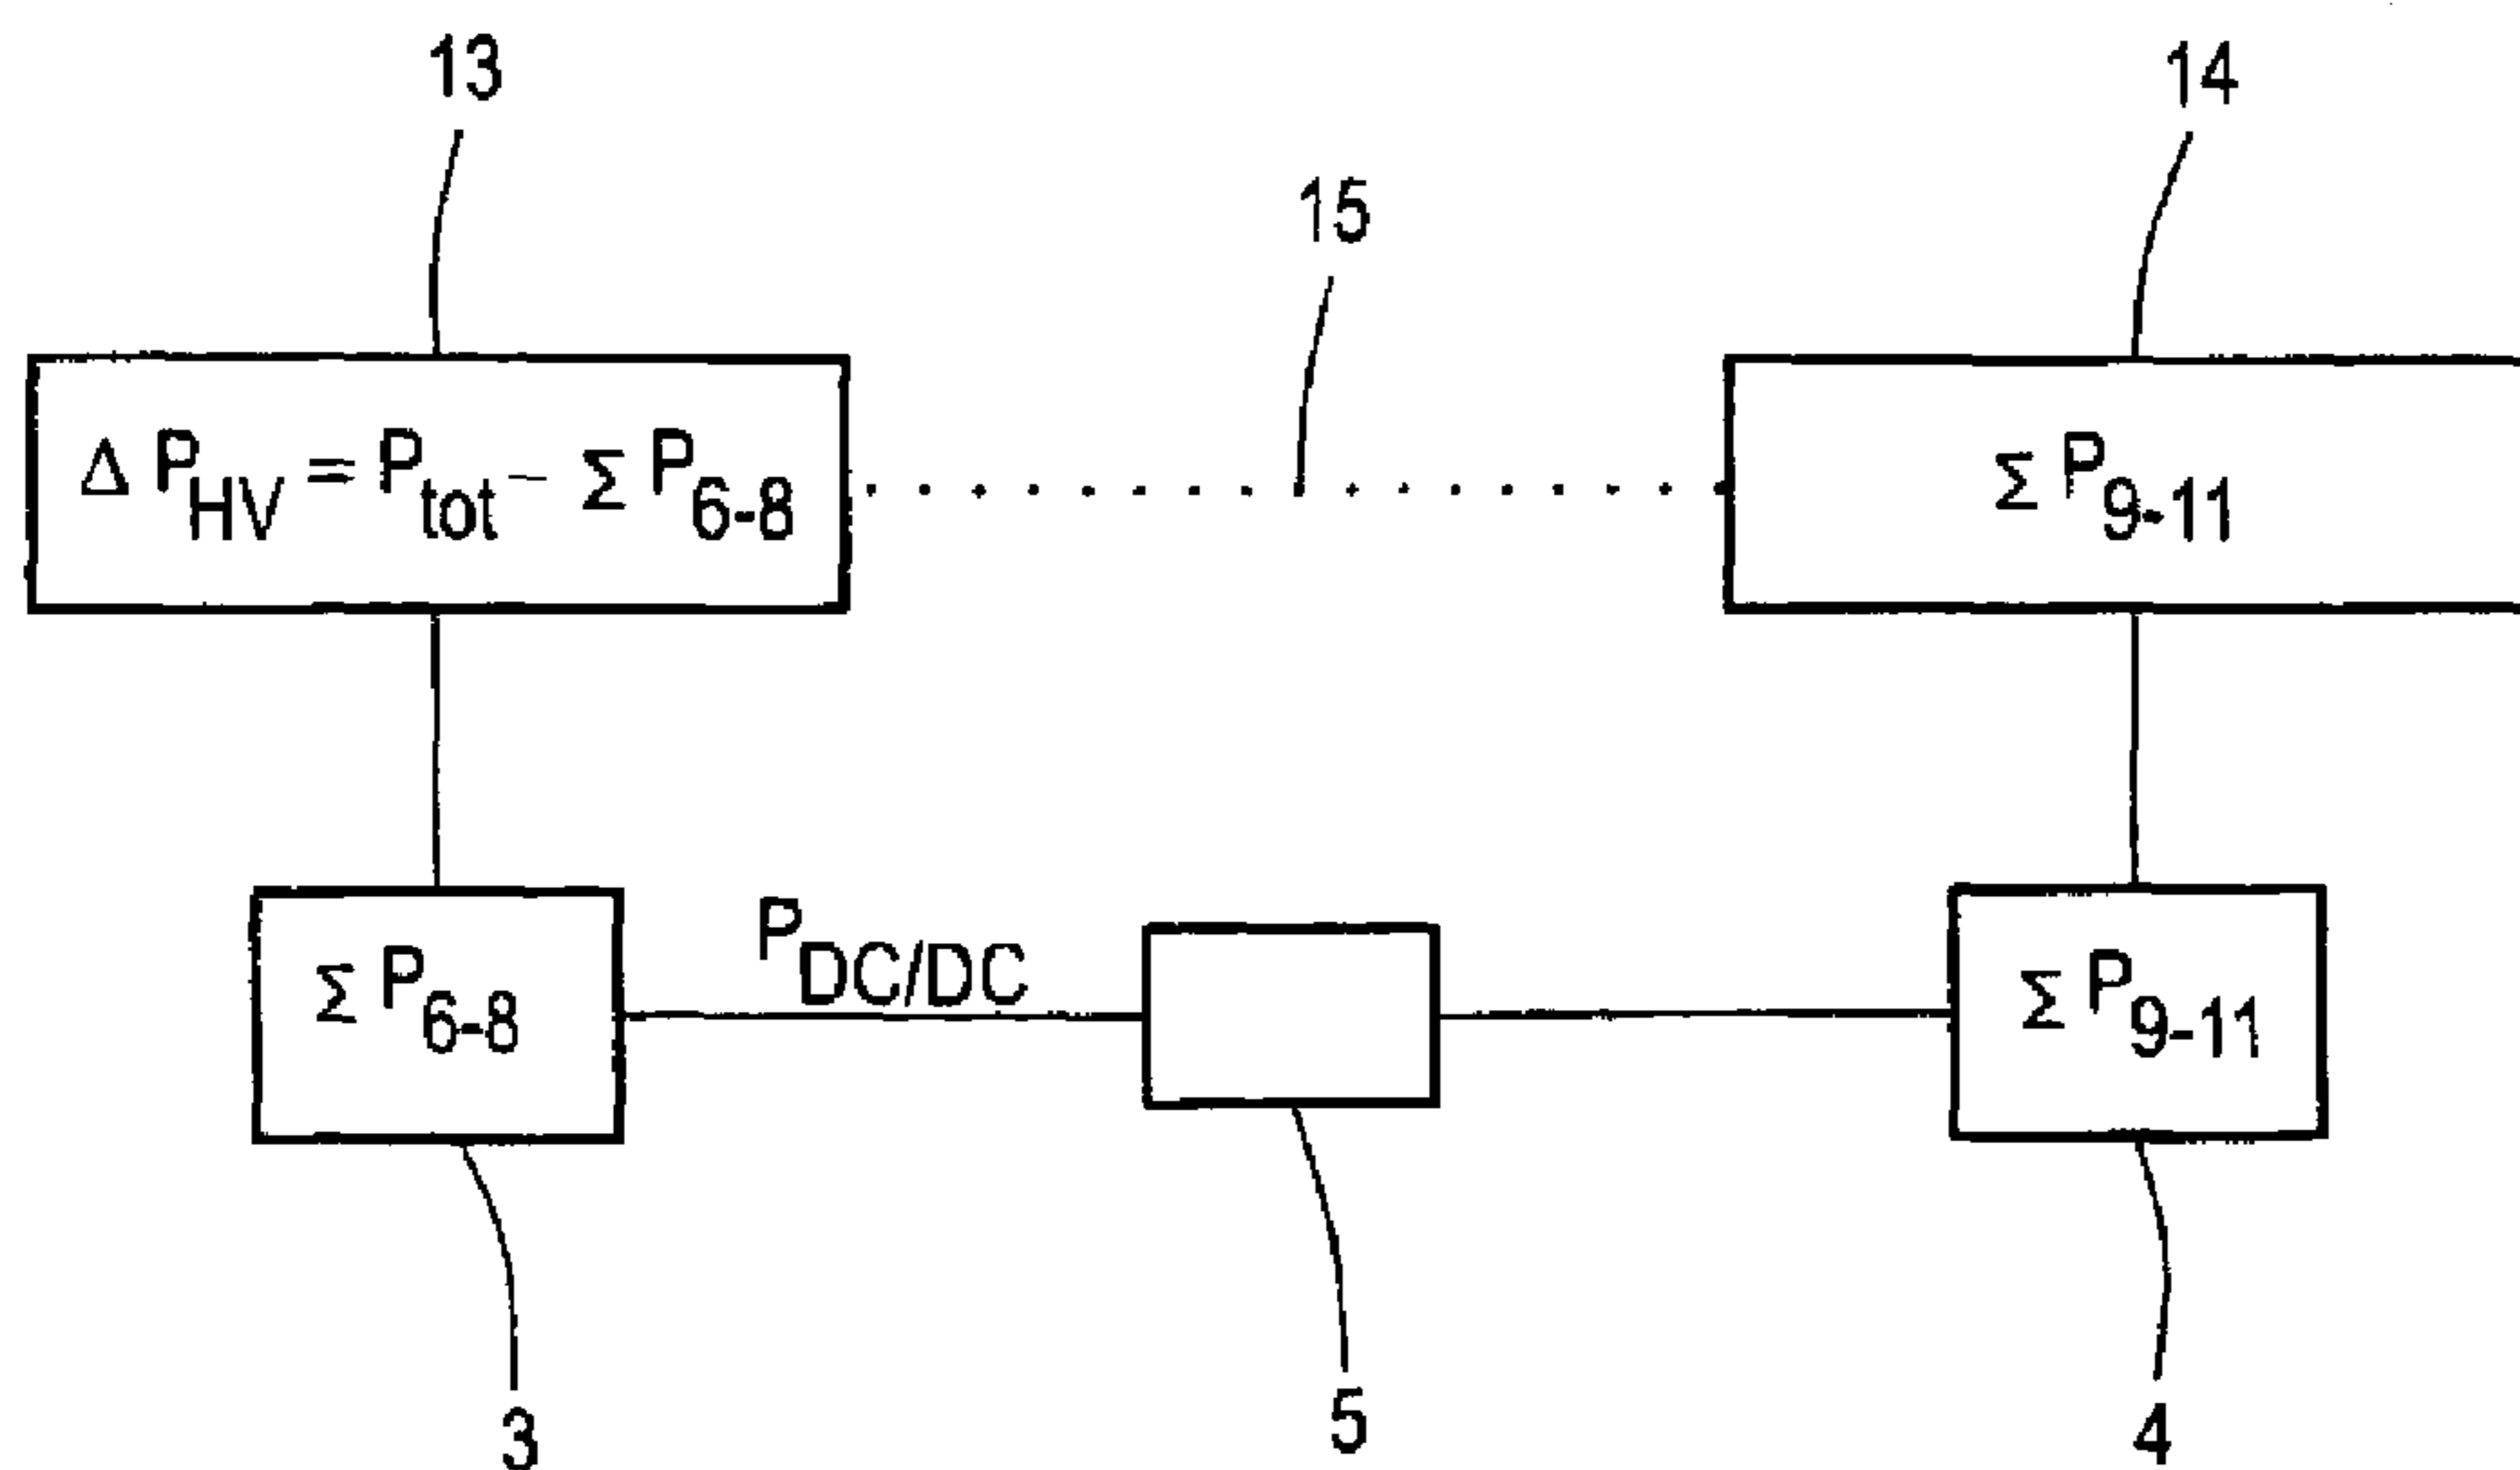 13
14
15
Δ P_HV = P_tot - Σ P_6-8
Σ P_9-11
Σ P_6-8
P_DC/DC
Σ P_9-11
3
5
4